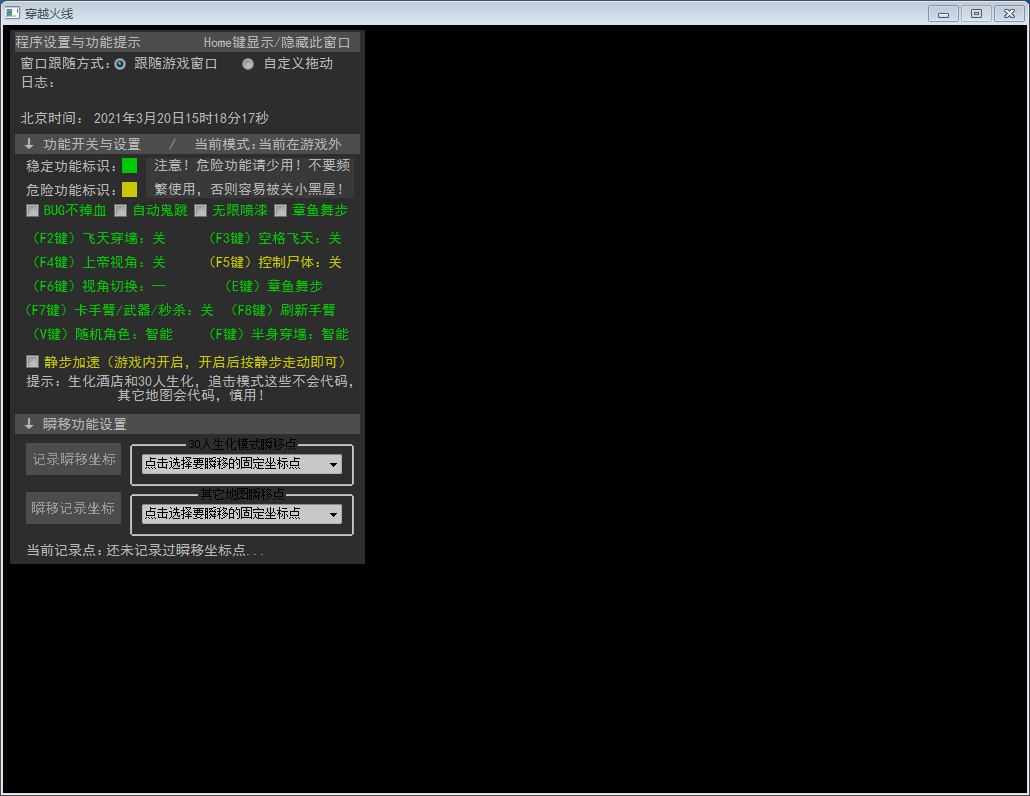 穿越火线
程序设置与功能提示 Home键显示/隐藏此窗口
窗口跟随方式: 跟随游戏窗口 自定义拖动
日志:
北京时间: 2021年3月20日15时18分17秒
↓ 功能开关与设置 / 当前模式:当前在游戏外
稳定功能标识: 注意! 危险功能请少用! 不要频
危险功能标识: 繁使用, 否则容易被关小黑屋!
BUG不掉血 自动鬼跳 无限喷漆 章鱼舞步
(F2键) 飞天穿墙: 关 (F3键) 空格飞天: 关
(F4键) 上帝视角: 关 (F5键) 控制尸体: 关
(F6键) 视角切换: — (E键) 章鱼舞步
(F7键) 卡手臂/武器/秒杀: 关 (F8键) 刷新手臂
(V键) 随机角色: 智能 (F键) 半身穿墙: 智能
静步加速 (游戏内开启, 开启后按静步走动即可)
提示: 生化酒店和30人生化, 追击模式这些不会代码,
其它地图会代码, 慎用!
↓ 瞬移功能设置
记录瞬移坐标
30人生化模式瞬移点
点击选择要瞬移的固定坐标点
瞬移记录坐标
其它地图瞬移点
点击选择要瞬移的固定坐标点
当前记录点: 还未记录过瞬移坐标点...